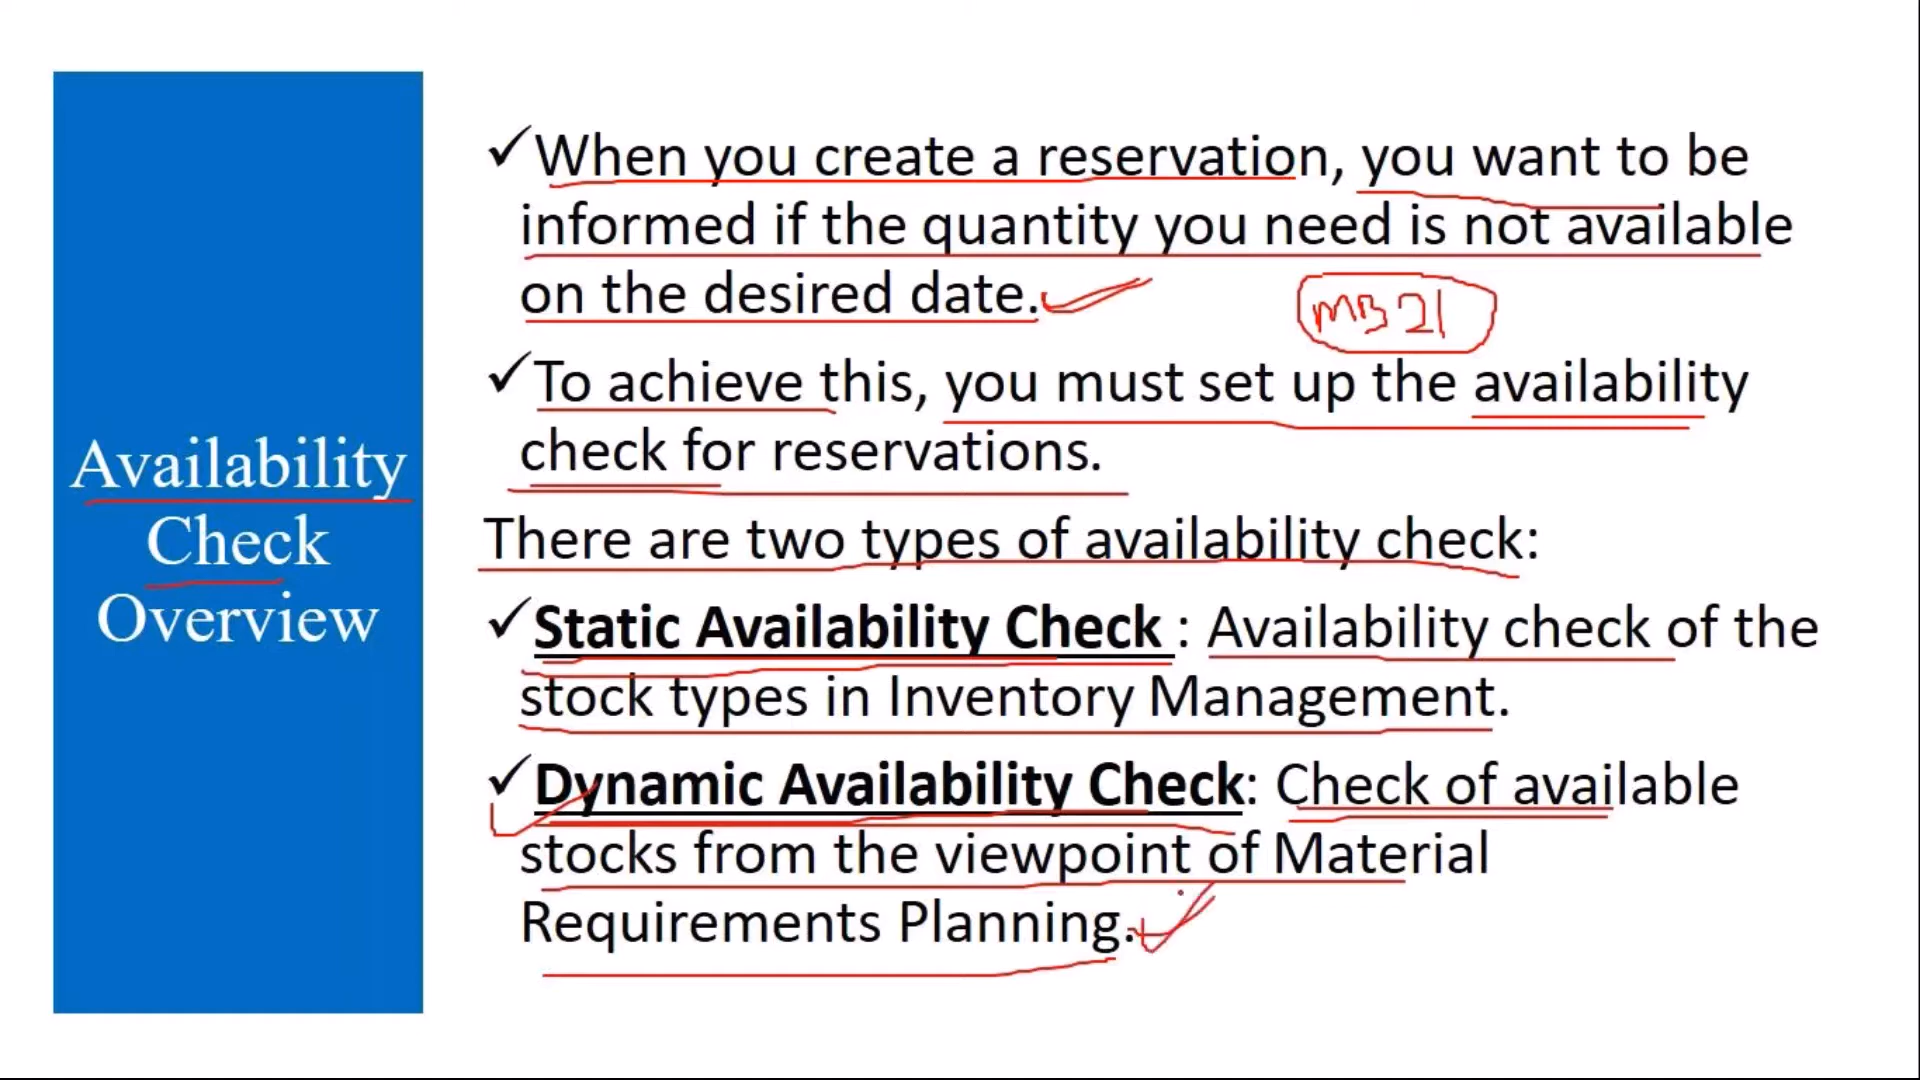 Availability
Check
Overview
✓When you create a reservation, you want to be
informed if the quantity you need is not available
on the desired date.
MB21
✓To achieve this, you must set up the availability
check for reservations.
There are two types of availability check:
✓Static Availability Check : Availability check of the
stock types in Inventory Management.
✓Dynamic Availability Check: Check of available
stocks from the viewpoint of Material
Requirements Planning.